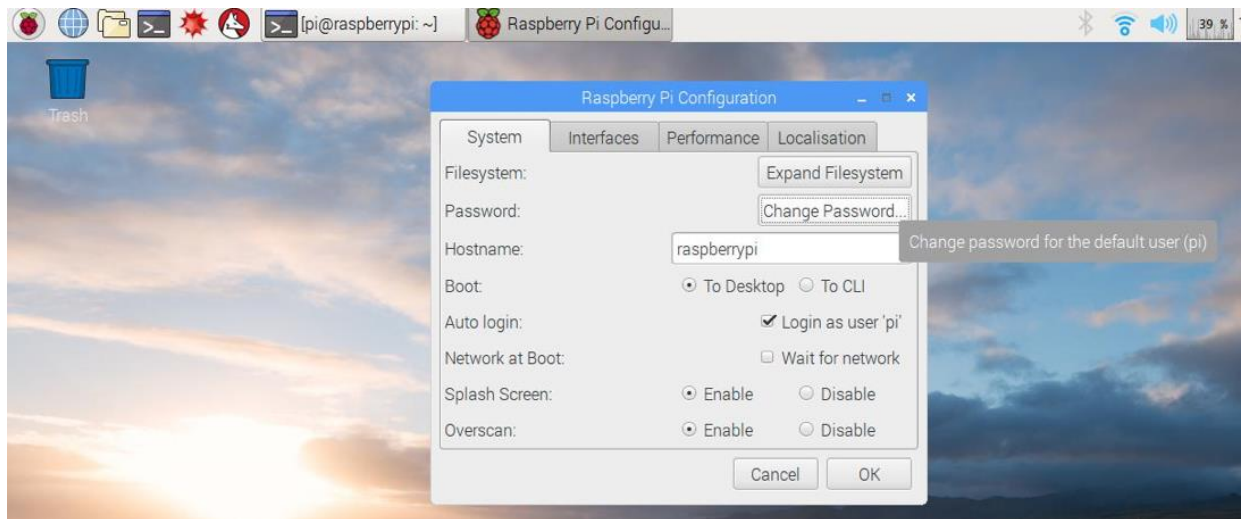 [pi@raspberrypi: ~]
Raspberry Pi Configu...
39 %
Trash
Raspberry Pi Configuration
System Interfaces Performance Localisation
Filesystem: Expand Filesystem
Password: Change Password...
Change password for the default user (pi)
Hostname: raspberrypi
Boot: To Desktop To CLI
Auto login: Login as user 'pi'
Network at Boot: Wait for network
Splash Screen: Enable Disable
Overscan: Enable Disable
Cancel OK